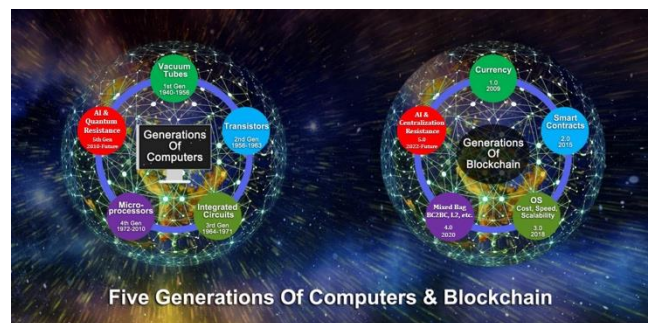 Vacuum
Tubes
1st Gen
1940-1956
AI &
Quantum
Resistance
5th Gen
2010-Future
Generations
Of
Computers
Transistors
2nd Gen
1956-1963
Micro-
processors
4th Gen
1972-2010
Integrated
Circuits
3rd Gen
1964-1971
Currency
1.0
2009
AI &
Centralization
Resistance
5.0
2022-Future
Generations
Of
Blockchain
Smart
Contracts
2.0
2015
Mixed Bag
BC2BC, L2, etc.
4.0
2020
OS
Cost, Speed,
Scalability
3.0
2018
Five Generations Of Computers & Blockchain